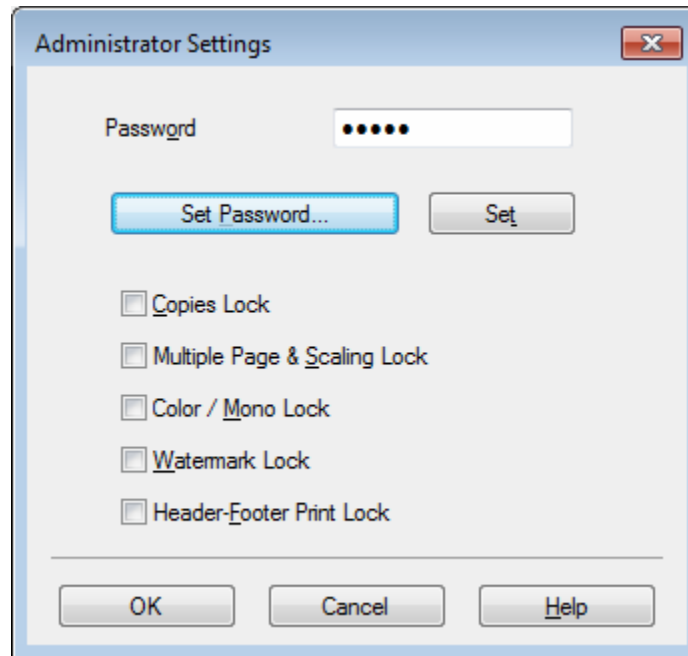 Administrator Settings
Password •••••
Set Password... Set
Copies Lock
Multiple Page & Scaling Lock
Color / Mono Lock
Watermark Lock
Header-Footer Print Lock
OK Cancel Help